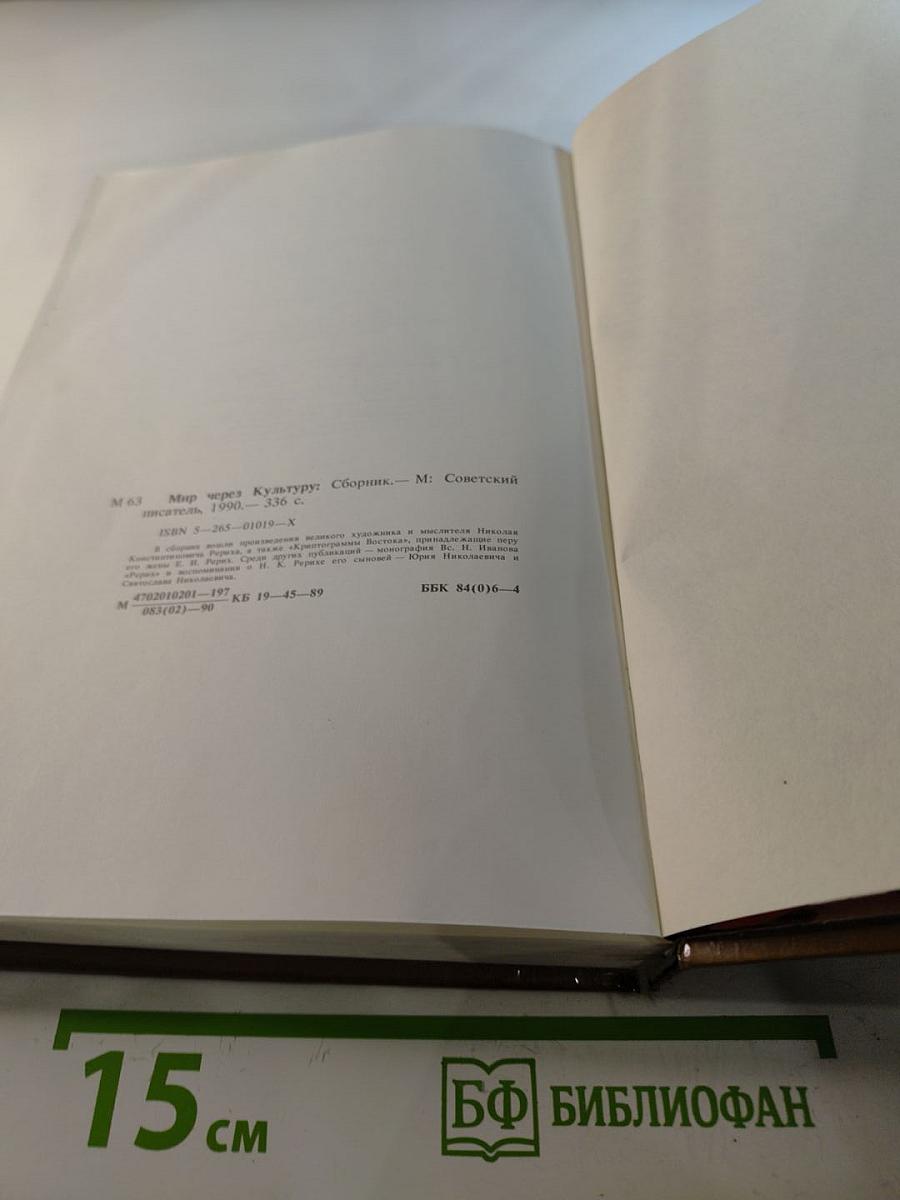 М 63 Мир через Культуру: Сборник.— М: Советский
писатель, 1990.— 336 с.
ISBN 5—265—01019—X
В сборник вошли произведения великого художника и мыслителя Николая
Константиновича Рериха, а также «Криптограммы Востока», принадлежащие перу
его жены Е. И. Рерих. Среди других публикаций — монография Вс. Н. Иванова
«Рерих» и воспоминания о Н. К. Рерихе его сыновей — Юрия Николаевича и
Святослава Николаевича.
М 4702010201—197 КБ 19—45—89 ББК 84(0)6—4
083(02)—90
15 см БФ БИБЛИОФАН